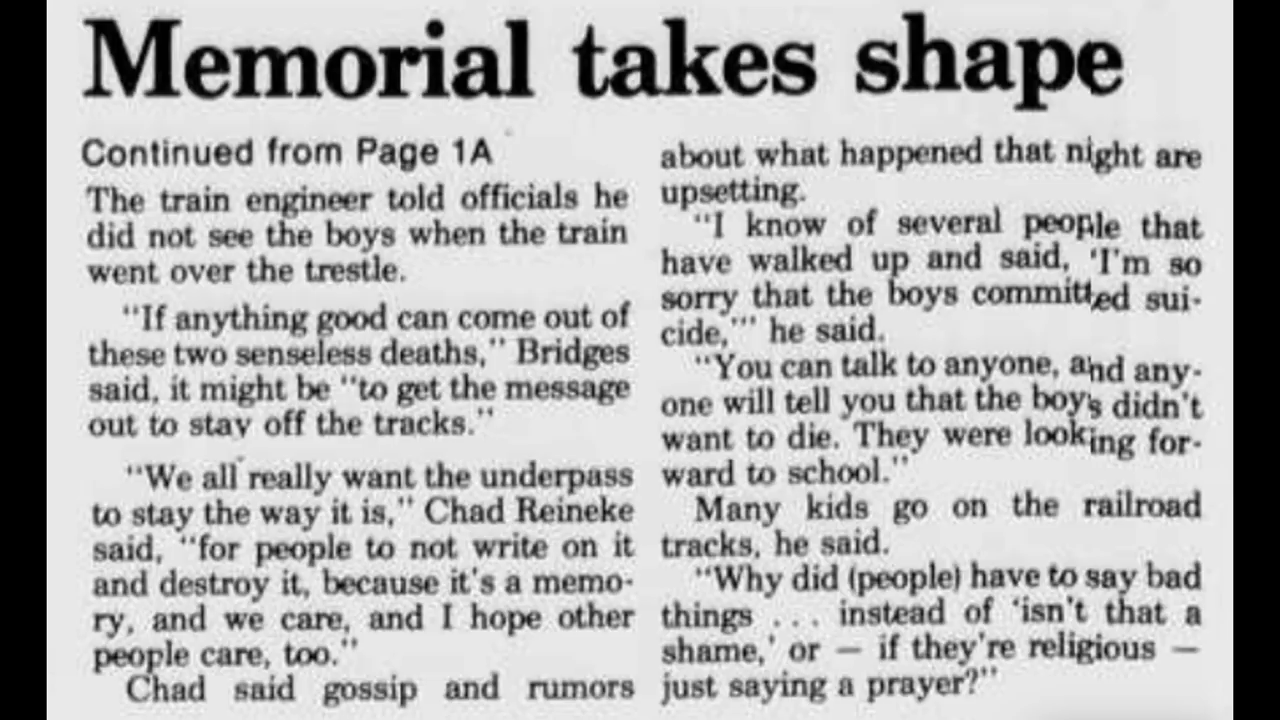 Memorial takes shape
Continued from Page 1A
The train engineer told officials he
did not see the boys when the train
went over the trestle.
"If anything good can come out of
these two senseless deaths," Bridges
said, it might be "to get the message
out to stay off the tracks."
"We all really want the underpass
to stay the way it is," Chad Reineke
said, "for people to not write on it
and destroy it, because it's a memo-
ry, and we care, and I hope other
people care, too."
Chad said gossip and rumors
about what happened that night are
upsetting.
"I know of several people that
have walked up and said, 'I'm so
sorry that the boys committed sui-
cide,'" he said.
"You can talk to anyone, and any-
one will tell you that the boys didn't
want to die. They were looking for-
ward to school."
Many kids go on the railroad
tracks, he said.
"Why did (people) have to say bad
things . . . instead of 'isn't that a
shame,' or — if they're religious —
just saying a prayer?"